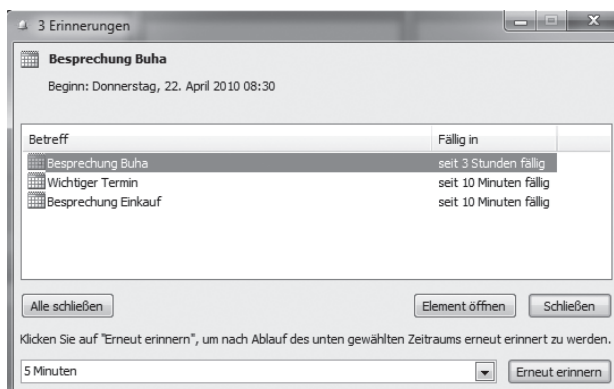 3 Erinnerungen
Besprechung Buha
Beginn: Donnerstag, 22. April 2010 08:30
Betreff Fällig in
Besprechung Buha seit 3 Stunden fällig
Wichtiger Termin seit 10 Minuten fällig
Besprechung Einkauf seit 10 Minuten fällig
Alle schließen Element öffnen Schließen
Klicken Sie auf "Erneut erinnern", um nach Ablauf des unten gewählten Zeitraums erneut erinnert zu werden.
5 Minuten Erneut erinnern